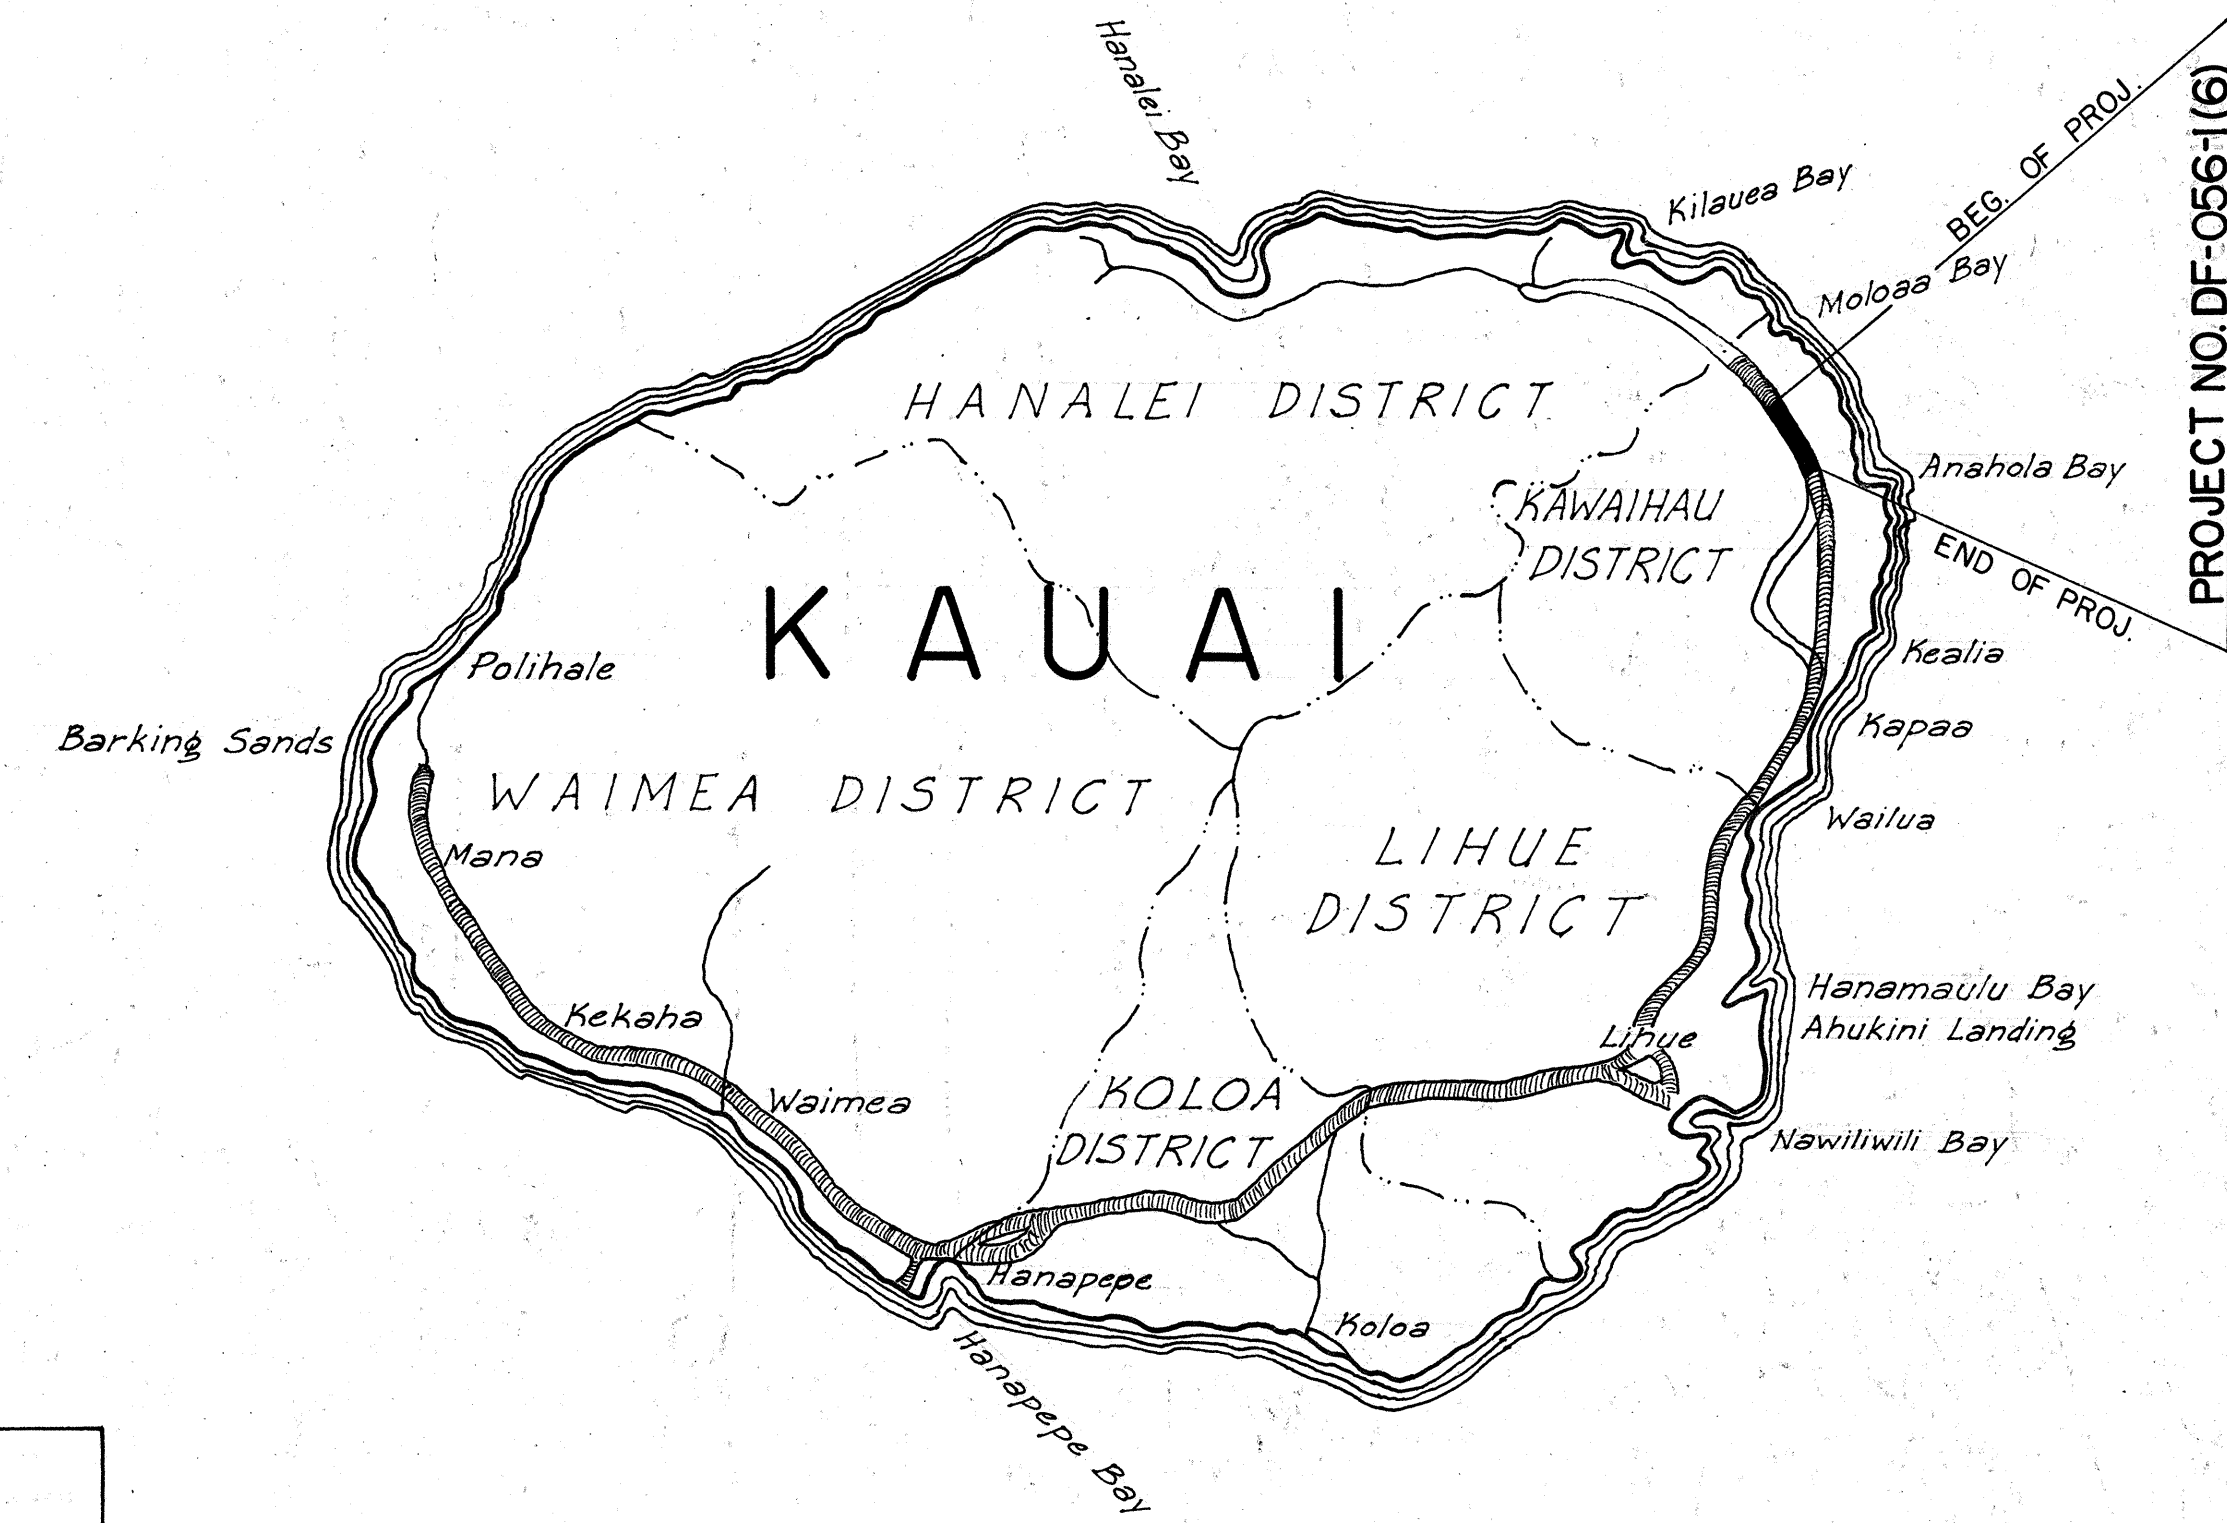 Hanalei Bay
Kilauea Bay
BEG. OF PROJ.
Moloaa Bay
PROJECT NO. DF-056-1(6)
HANALEI DISTRICT
Anahola Bay
KAWAIHAU
DISTRICT
END OF PROJ.
KAUAI
Polihale
Kealia
Barking Sands
Kapaa
WAIMEA DISTRICT
Wailua
Mana
LIHUE
DISTRICT
Hanamaulu Bay
Kekaha
Ahukini Landing
Lihue
Waimea
KOLOA
DISTRICT
Nawiliwili Bay
Hanapepe
Koloa
Hanapepe Bay